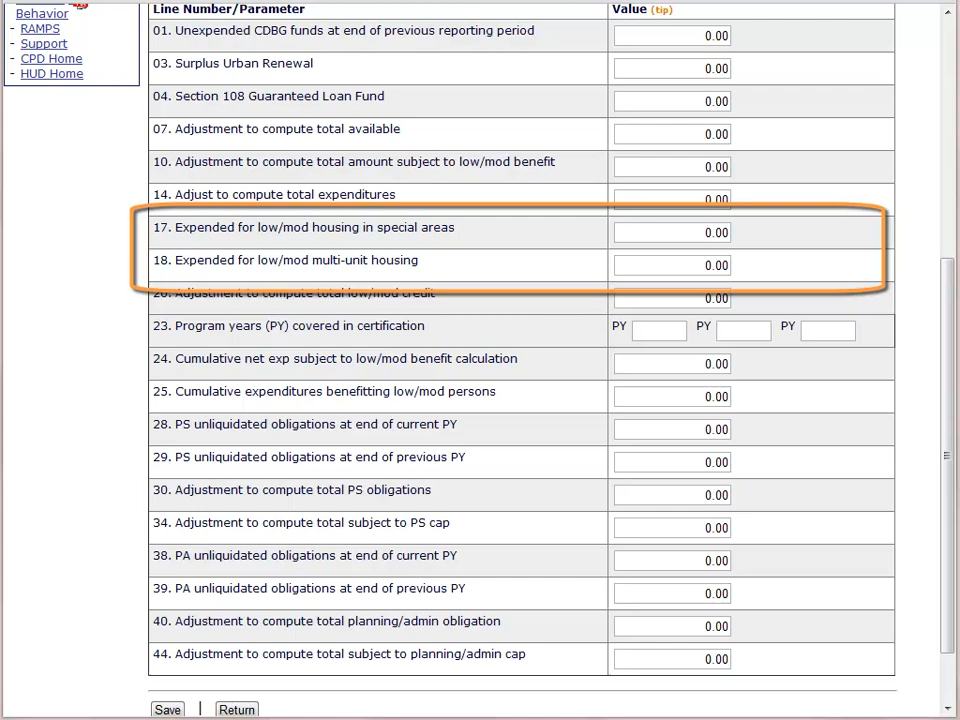 Behavior
- RAMPS
- Support
- CPD Home
- HUD Home
Line Number/Parameter Value (tip)
01. Unexpended CDBG funds at end of previous reporting period 0.00
03. Surplus Urban Renewal 0.00
04. Section 108 Guaranteed Loan Fund 0.00
07. Adjustment to compute total available 0.00
10. Adjustment to compute total amount subject to low/mod benefit 0.00
14. Adjust to compute total expenditures 0.00
17. Expended for low/mod housing in special areas 0.00
18. Expended for low/mod multi-unit housing 0.00
20. Adjustment to compute total low/mod credit 0.00
23. Program years (PY) covered in certification PY PY PY
24. Cumulative net exp subject to low/mod benefit calculation 0.00
25. Cumulative expenditures benefitting low/mod persons 0.00
28. PS unliquidated obligations at end of current PY 0.00
29. PS unliquidated obligations at end of previous PY 0.00
30. Adjustment to compute total PS obligations 0.00
34. Adjustment to compute total subject to PS cap 0.00
38. PA unliquidated obligations at end of current PY 0.00
39. PA unliquidated obligations at end of previous PY 0.00
40. Adjustment to compute total planning/admin obligation 0.00
44. Adjustment to compute total subject to planning/admin cap 0.00
Save | Return